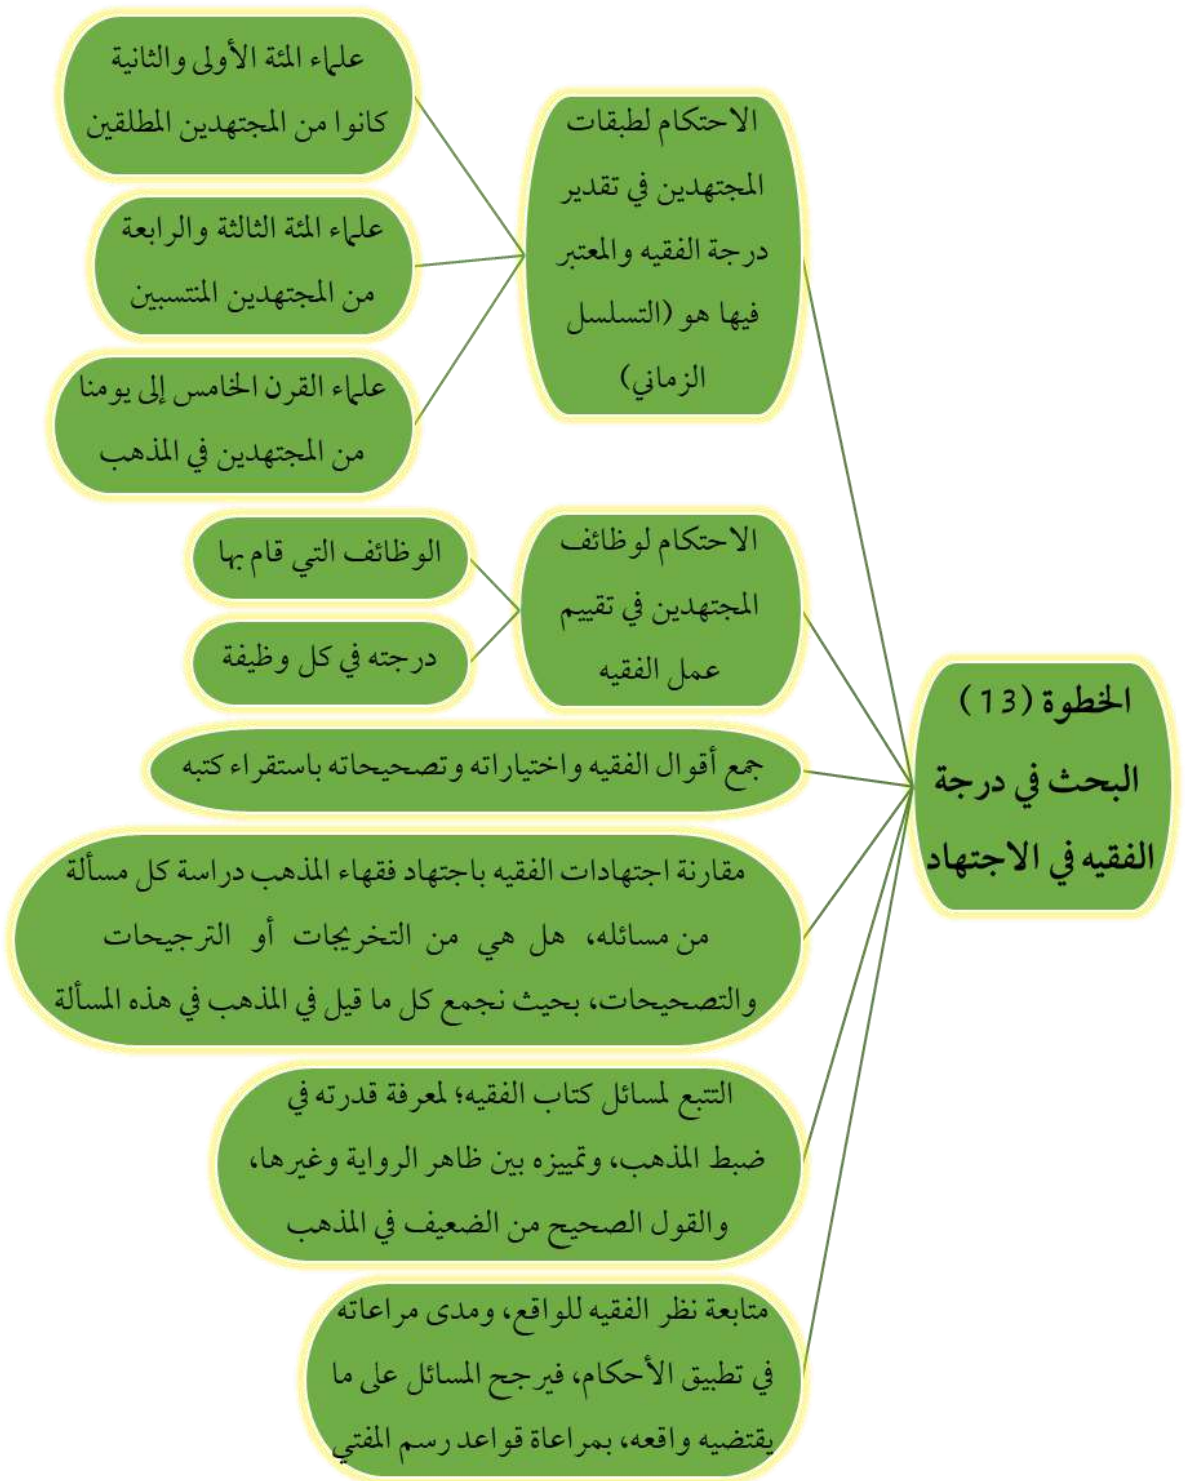 الخطوة (13)
البحث في درجة
الفقيه في الاجتهاد
الاحتكام لطبقات
المجتهدين في تقدير
درجة الفقيه والمعتبر
فيها هو (التسلسل
الزماني)
علماء المئة الأولى والثانية
كانوا من المجتهدين المطلقين
علماء المئة الثالثة والرابعة
من المجتهدين المنتسبين
علماء القرن الخامس إلى يومنا
من المجتهدين في المذهب
الاحتكام لوظائف
المجتهدين في تقييم
عمل الفقيه
الوظائف التي قام بها
درجته في كل وظيفة
جمع أقوال الفقيه واختياراته وتصحيحاته باستقراء كتبه
مقارنة اجتهادات الفقيه باجتهاد فقهاء المذهب دراسة كل مسألة
من مسائله، هل هي من التخريجات أو الترجيحات
والتصحيحات، بحيث نجمع كل ما قيل في المذهب في هذه المسألة
التتبع لمسائل كتاب الفقيه؛ لمعرفة قدرته في
ضبط المذهب، وتمييزه بين ظاهر الرواية وغيرها،
والقول الصحيح من الضعيف في المذهب
متابعة نظر الفقيه للواقع، ومدى مراعاته
في تطبيق الأحكام، فيرجح المسائل على ما
يقتضيه واقعه، بمراعاة قواعد رسم المفتي